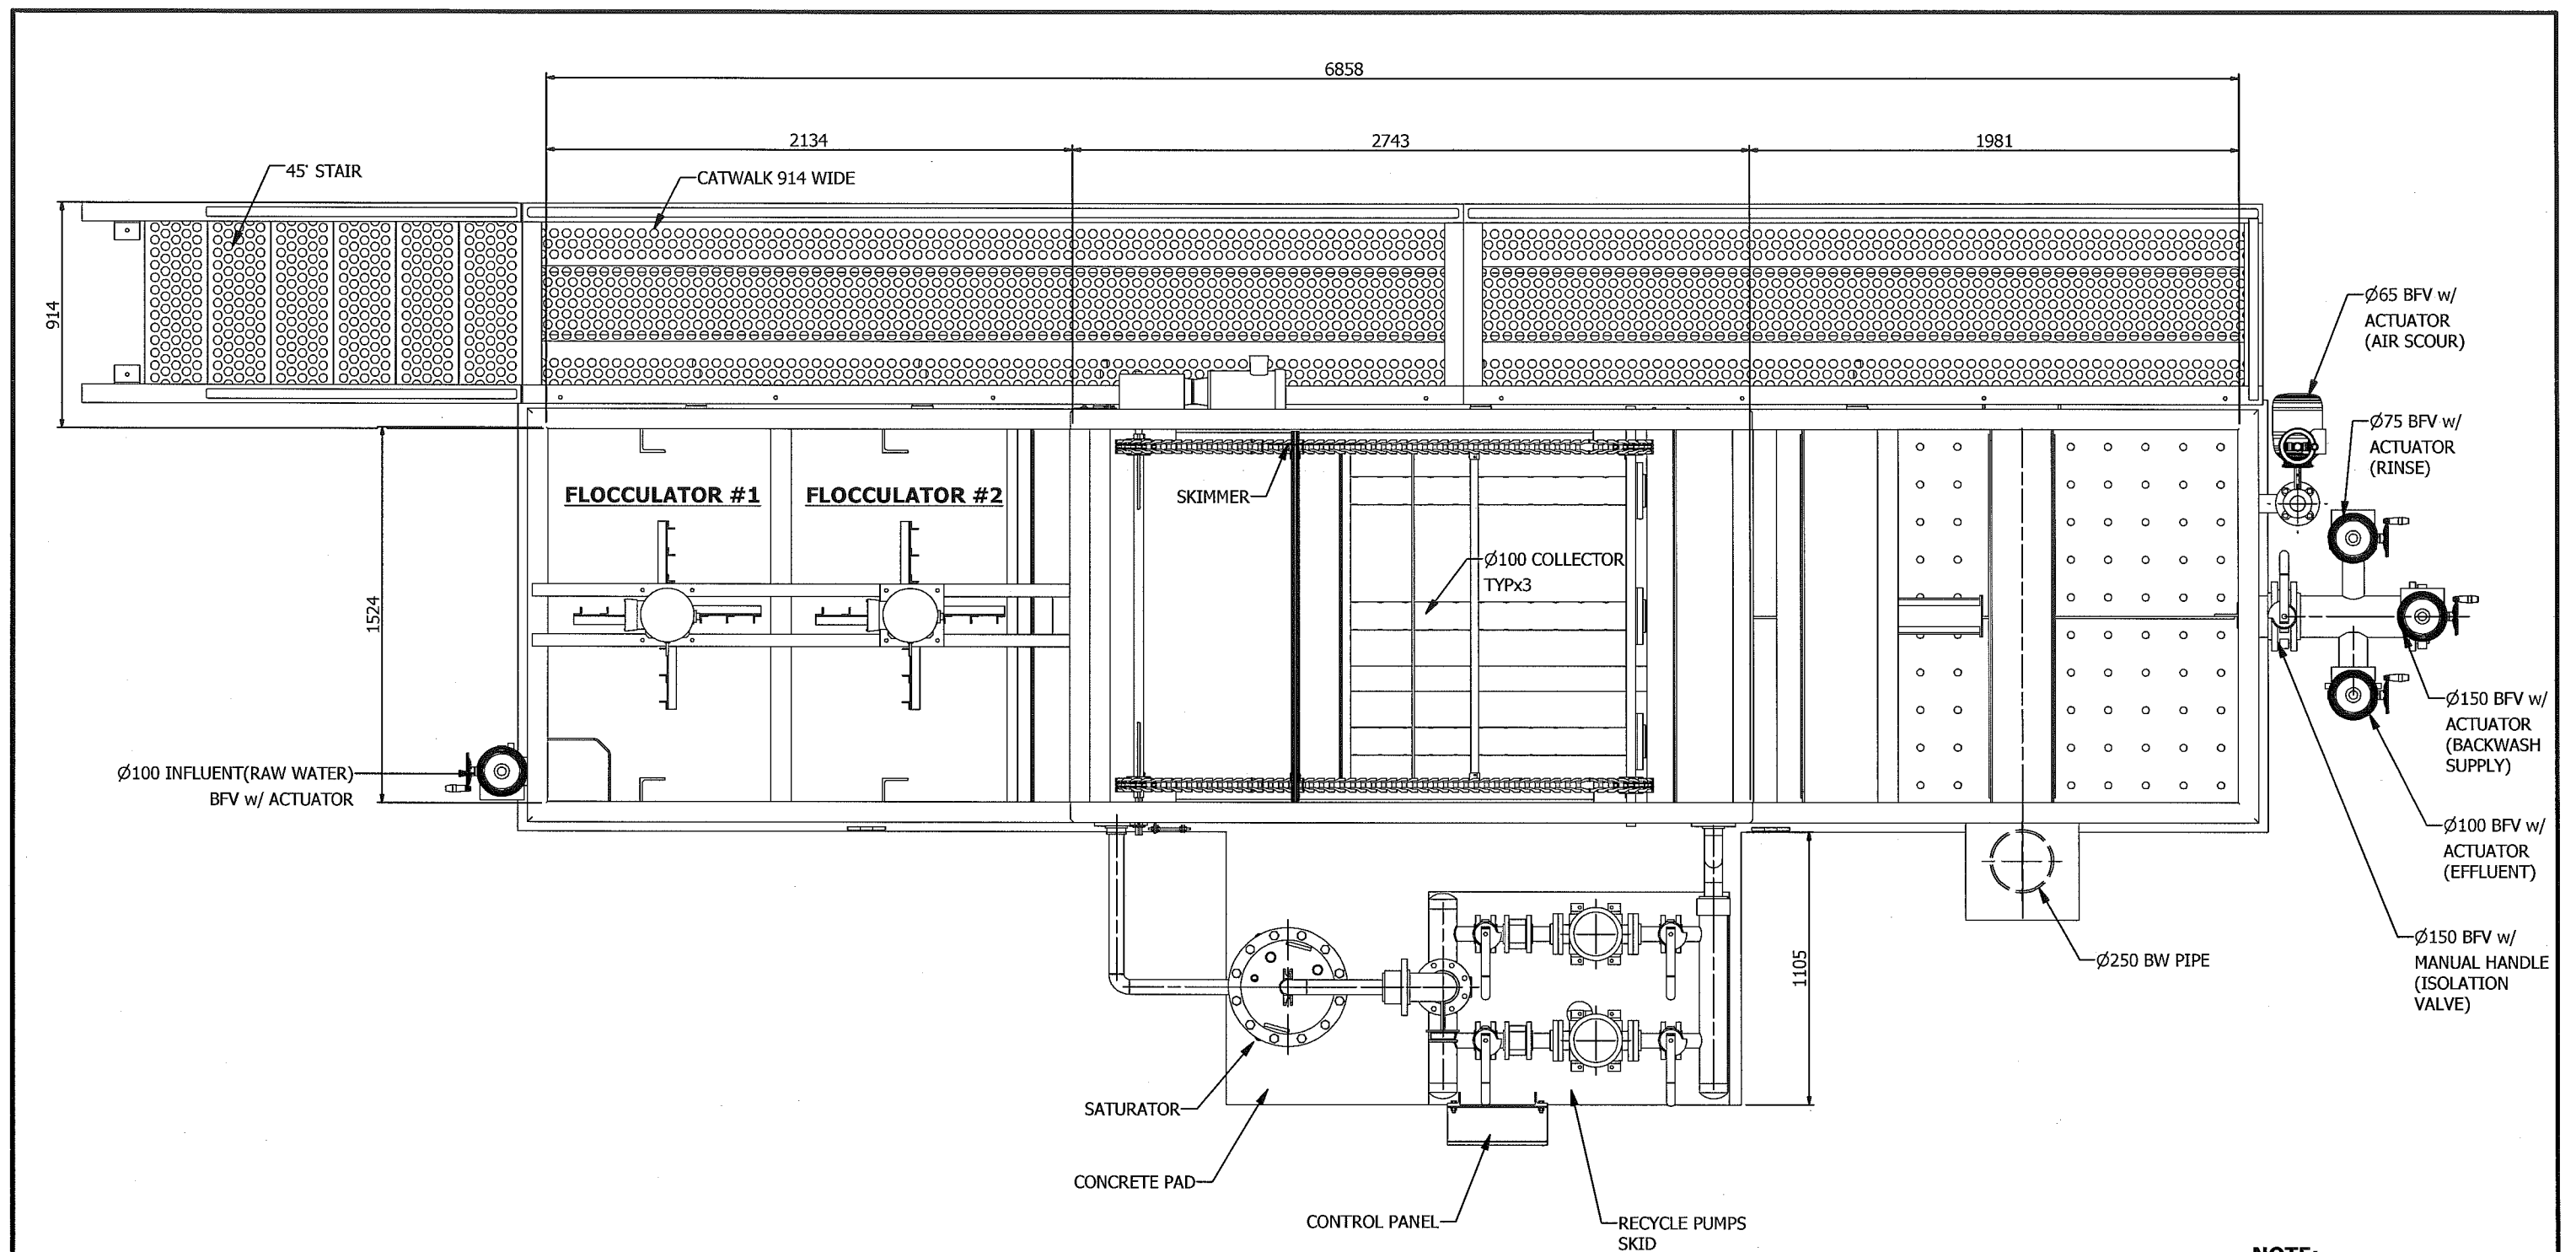 6858
2134
2743
1981
45° STAIR
CATWALK 914 WIDE
914
Ø65 BFV w/
ACTUATOR
(AIR SCOUR)
Ø75 BFV w/
ACTUATOR
(RINSE)
FLOCCULATOR #1
FLOCCULATOR #2
SKIMMER
Ø100 COLLECTOR
TYPx3
1524
Ø100 INFLUENT(RAW WATER)
BFV w/ ACTUATOR
Ø150 BFV w/
ACTUATOR
(BACKWASH
SUPPLY)
Ø100 BFV w/
ACTUATOR
(EFFLUENT)
Ø150 BFV w/
MANUAL HANDLE
(ISOLATION
VALVE)
Ø250 BW PIPE
1105
SATURATOR
CONCRETE PAD
CONTROL PANEL
RECYCLE PUMPS
SKID
NOTE: